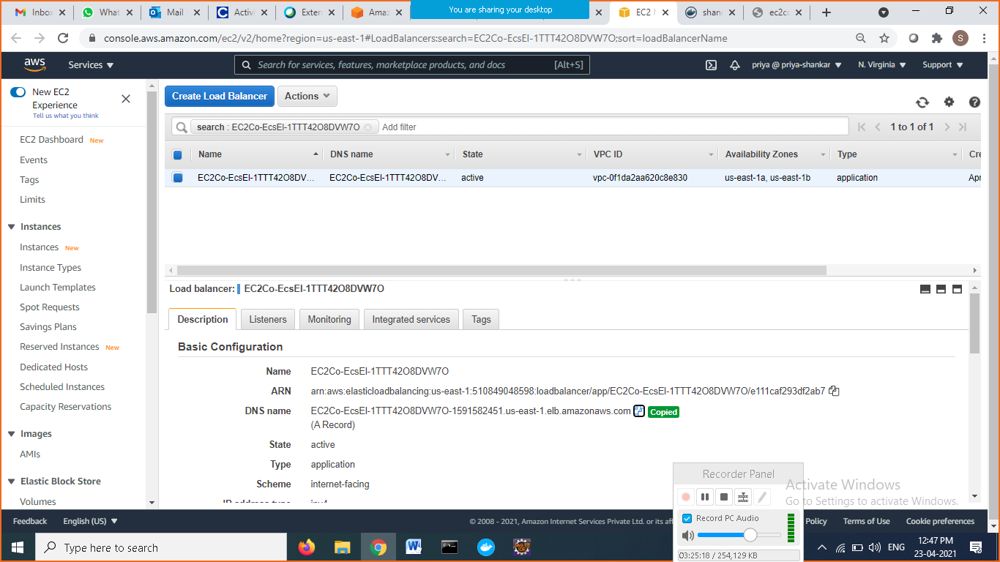 Inbox
What
Mail
Activi
Extern
Amaz
You are sharing your desktop
EC2
shan
ec2co
console.aws.amazon.com/ec2/v2/home?region=us-east-1#LoadBalancers:search=EC2Co-EcsEl-1TTT42O8DVW7O;sort=loadBalancerName
S
aws
Services
Search for services, features, marketplace products, and docs
[Alt+S]
priya @ priya-shankar
N. Virginia
Support
New EC2
Experience
Tell us what you think
EC2 Dashboard New
Events
Tags
Limits
Instances
Instances New
Instance Types
Launch Templates
Spot Requests
Savings Plans
Reserved Instances New
Dedicated Hosts
Scheduled Instances
Capacity Reservations
Images
AMIs
Elastic Block Store
Volumes
Create Load Balancer
Actions
search : EC2Co-EcsEl-1TTT42O8DVW7O
Add filter
1 to 1 of 1
Name DNS name State VPC ID Availability Zones Type Cre
EC2Co-EcsEl-1TTT42O8DV... EC2Co-EcsEl-1TTT42O8DV... active vpc-0f1da2aa620c8e830 us-east-1a, us-east-1b application Apr
Load balancer: EC2Co-EcsEl-1TTT42O8DVW7O
Description Listeners Monitoring Integrated services Tags
Basic Configuration
Name EC2Co-EcsEl-1TTT42O8DVW7O
ARN arn:aws:elasticloadbalancing:us-east-1:510849048598:loadbalancer/app/EC2Co-EcsEl-1TTT42O8DVW7O/e111caf293df2ab7
DNS name EC2Co-EcsEl-1TTT42O8DVW7O-1591582451.us-east-1.elb.amazonaws.com Copied
(A Record)
State active
Type application
Scheme internet-facing
IP address type ipv4
Recorder Panel
Record PC Audio
03:25:18 / 254,129 KB
Activate Windows
Go to Settings to activate Windows.
Feedback
English (US)
© 2008 - 2021, Amazon Internet Services Private Ltd. or its aff
Policy
Terms of Use
Cookie preferences
Type here to search
ENG
12:47 PM
23-04-2021